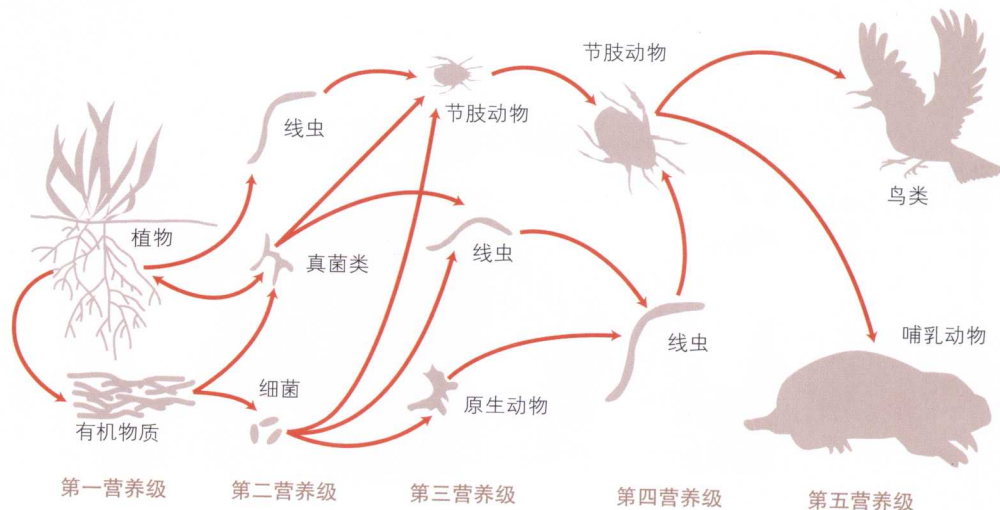 节肢动物
线虫
节肢动物
鸟类
植物
真菌类
线虫
哺乳动物
线虫
细菌
原生动物
有机物质
第一营养级
第二营养级
第三营养级
第四营养级
第五营养级